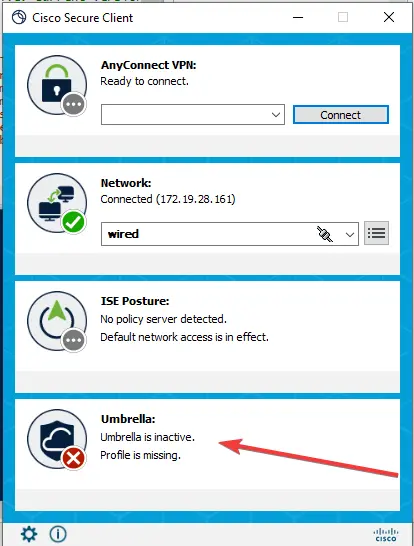 Cisco Secure Client
AnyConnect VPN:
Ready to connect.
Connect
Network:
Connected (172.19.28.161)
wired
ISE Posture:
No policy server detected.
Default network access is in effect.
Umbrella:
Umbrella is inactive.
Profile is missing.
cisco